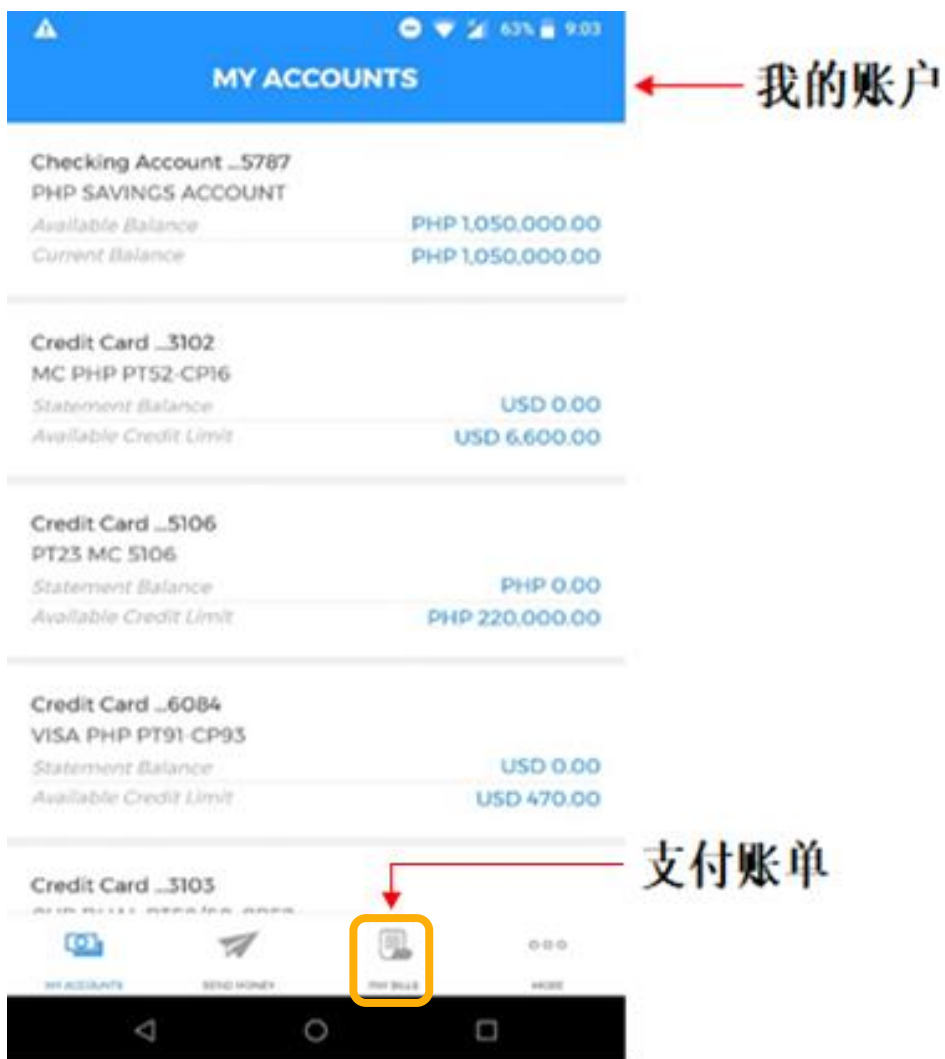 63% 9:03
MY ACCOUNTS
我的账户
Checking Account ...5787
PHP SAVINGS ACCOUNT
Available Balance PHP 1,050,000.00
Current Balance PHP 1,050,000.00
Credit Card ...3102
MC PHP PT52-CP16
Statement Balance USD 0.00
Available Credit Limit USD 6,600.00
Credit Card ...5106
PT23 MC 5106
Statement Balance PHP 0.00
Available Credit Limit PHP 220,000.00
Credit Card ...6084
VISA PHP PT91-CP93
Statement Balance USD 0.00
Available Credit Limit USD 470.00
支付账单
Credit Card ...3103
MY ACCOUNTS SEND MONEY PAY BILLS MORE